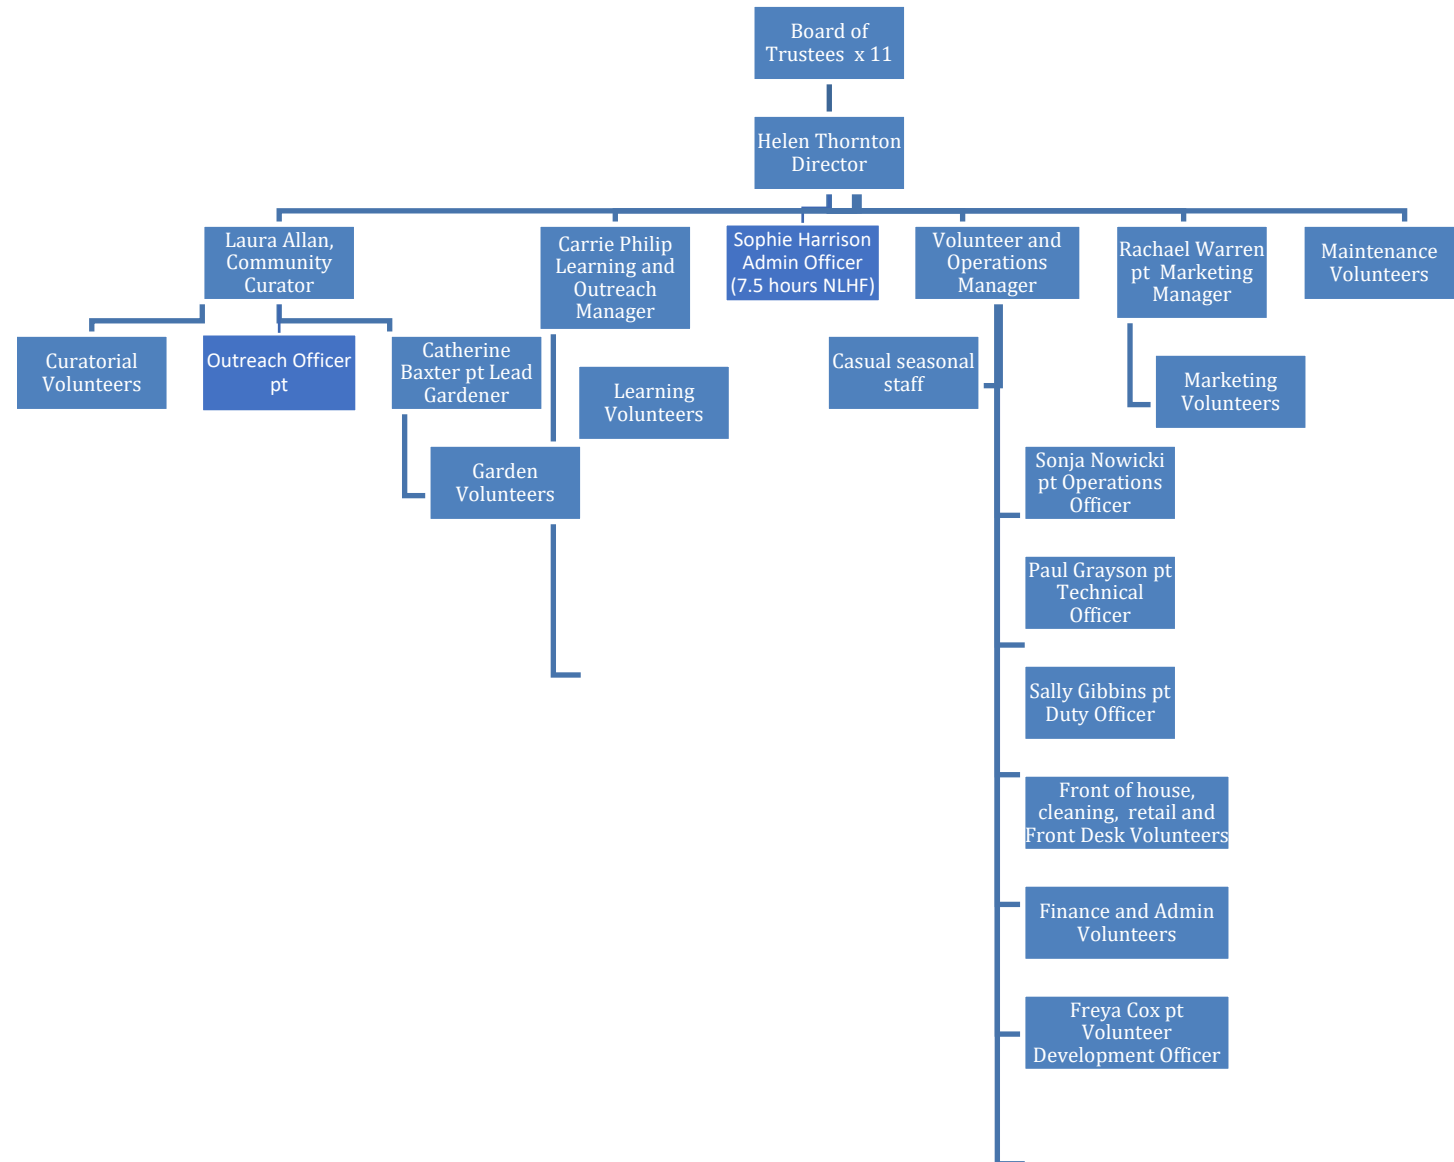 Board of
Trustees x 11
Helen Thornton
Director
Laura Allan,
Community
Curator
Carrie Philip
Learning and
Outreach
Manager
Sophie Harrison
Admin Officer
(7.5 hours NLHF)
Volunteer and
Operations
Manager
Rachael Warren
pt Marketing
Manager
Maintenance
Volunteers
Curatorial
Volunteers
Outreach Officer
pt
Catherine
Baxter pt Lead
Gardener
Learning
Volunteers
Casual seasonal
staff
Marketing
Volunteers
Garden
Volunteers
Sonja Nowicki
pt Operations
Officer
Paul Grayson pt
Technical
Officer
Sally Gibbins pt
Duty Officer
Front of house,
cleaning, retail and
Front Desk Volunteers
Finance and Admin
Volunteers
Freya Cox pt
Volunteer
Development Officer